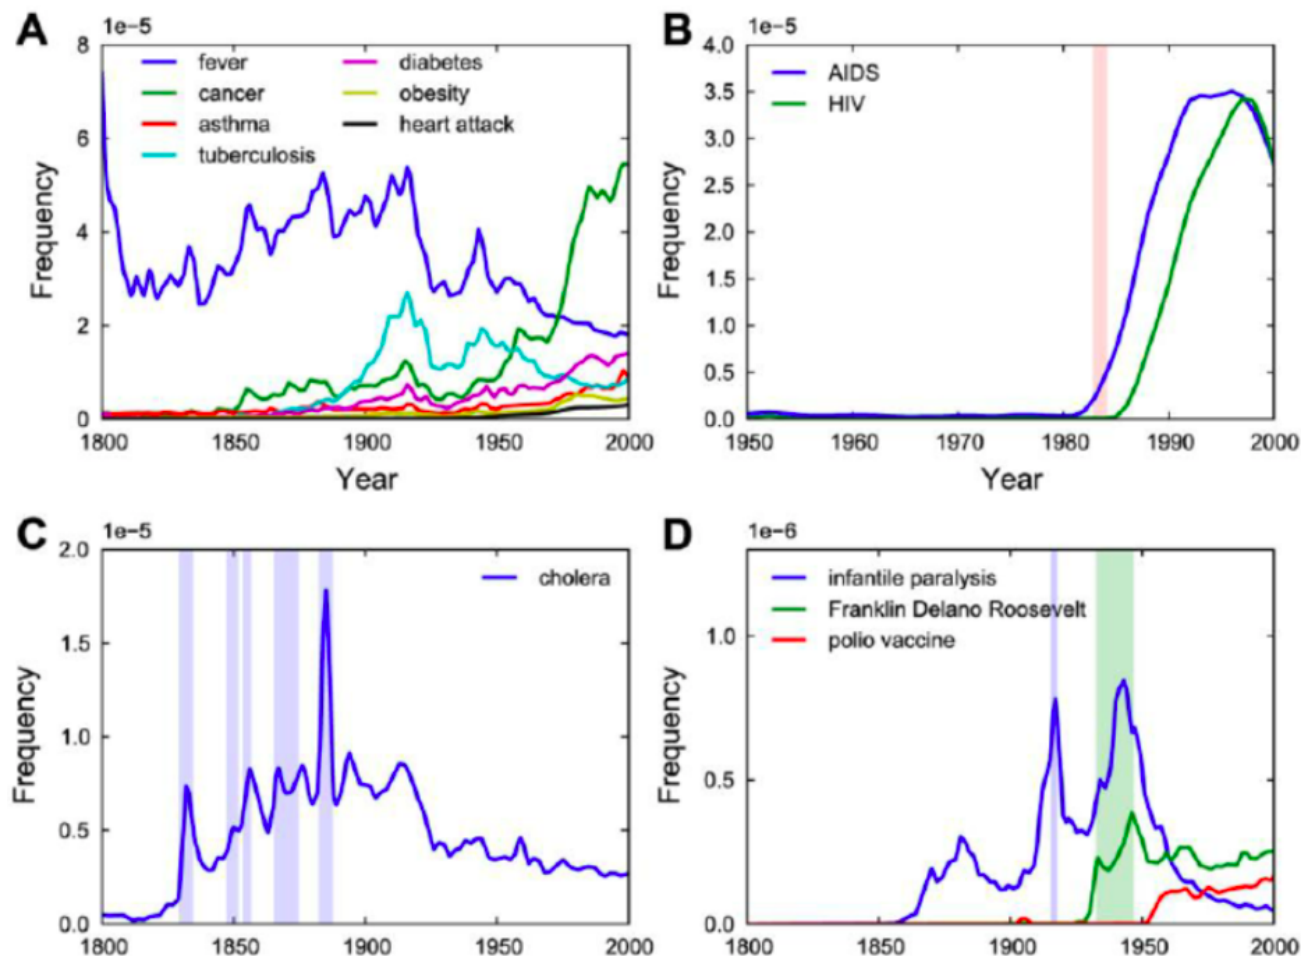 A
1e−5
8
6
4
2
0
Frequency
fever
cancer
asthma
tuberculosis
diabetes
obesity
heart attack
1800
1850
1900
1950
2000
Year
B
1e−5
4.0
3.5
3.0
2.5
2.0
1.5
1.0
0.5
0.0
Frequency
AIDS
HIV
1950
1960
1970
1980
1990
2000
Year
C
1e−5
2.0
1.5
1.0
0.5
0.0
Frequency
cholera
1800
1850
1900
1950
2000
D
1e−6
1.0
0.5
0.0
Frequency
infantile paralysis
Franklin Delano Roosevelt
polio vaccine
1800
1850
1900
1950
2000